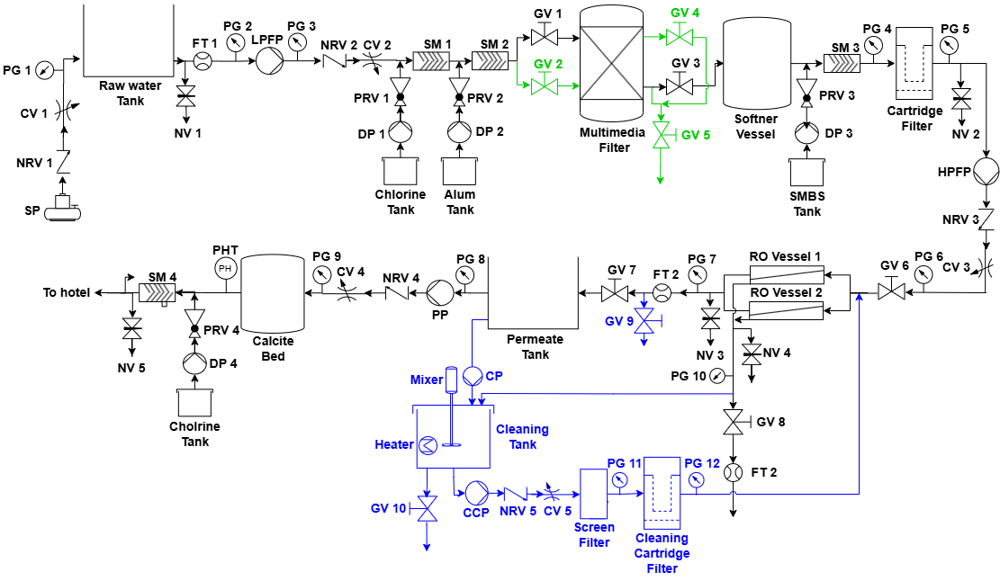 GV 1
GV 4
FT 1
PG 2
LPFP
PG 3
NRV 2
CV 2
SM 1
SM 2
SM 3
PG 4
PG 5
PG 1
Raw water
Tank
GV 2
GV 3
CV 1
NV 1
PRV 1
PRV 2
PRV 3
Cartridge
Filter
Softner
Vessel
NV 2
DP 1
DP 2
Multimedia
Filter
GV 5
DP 3
NRV 1
HPFP
Chlorine
Tank
Alum
Tank
SMBS
Tank
SP
NRV 3
PHT
PH
PG 9
CV 4
NRV 4
PG 8
GV 7
FT 2
PG 7
RO Vessel 1
GV 6
PG 6
CV 3
SM 4
To hotel
RO Vessel 2
PP
GV 9
PRV 4
Calcite
Bed
Permeate
Tank
NV 3
NV 4
NV 5
DP 4
Mixer
CP
PG 10
Cholrine
Tank
GV 8
Heater
Cleaning
Tank
PG 11
PG 12
FT 2
GV 10
CCP
NRV 5
CV 5
Screen
Filter
Cleaning
Cartridge
Filter